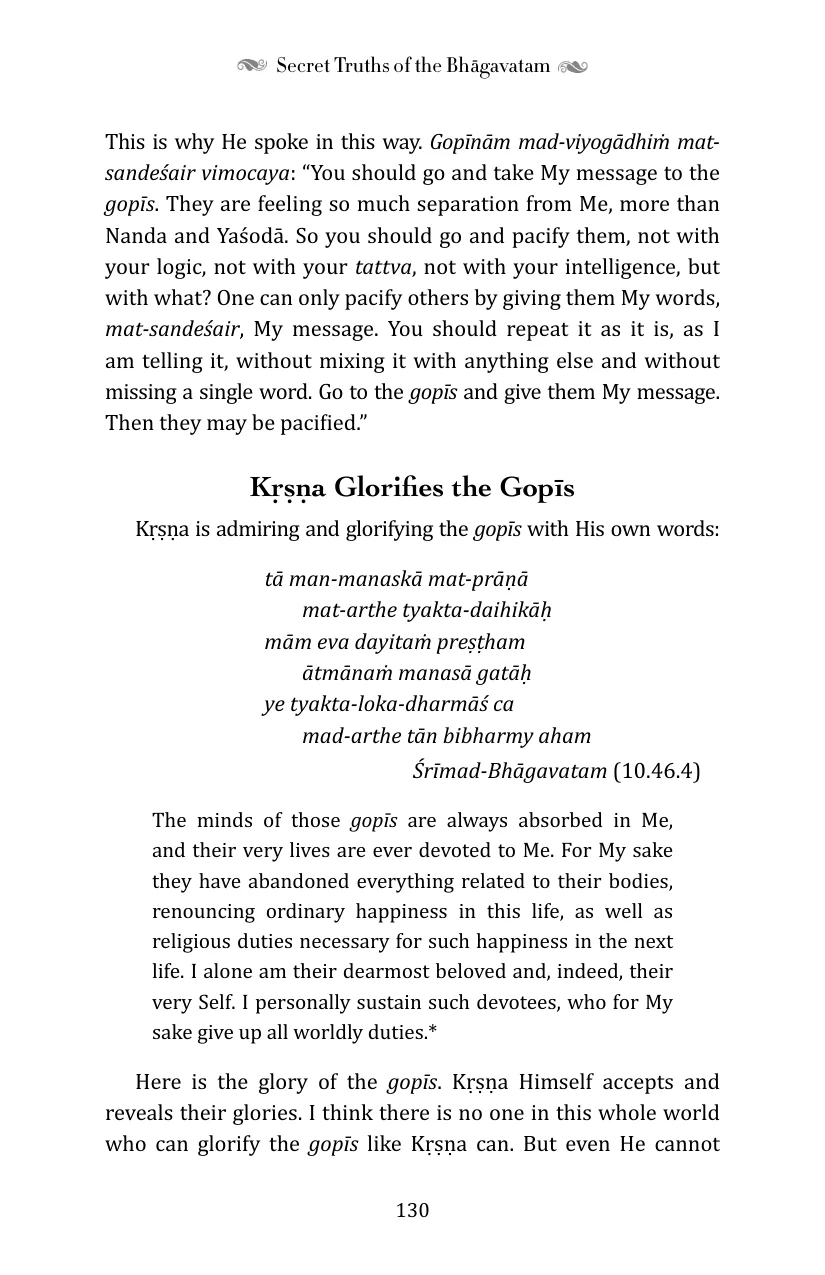 Secret Truths of the Bhāgavatam
This is why He spoke in this way. Gopīnām mad-viyogādhiṁ mat-
sandeśair vimocaya: “You should go and take My message to the
gopīs. They are feeling so much separation from Me, more than
Nanda and Yaśodā. So you should go and pacify them, not with
your logic, not with your tattva, not with your intelligence, but
with what? One can only pacify others by giving them My words,
mat-sandeśair, My message. You should repeat it as it is, as I
am telling it, without mixing it with anything else and without
missing a single word. Go to the gopīs and give them My message.
Then they may be pacified.”
Kṛṣṇa Glorifies the Gopīs
Kṛṣṇa is admiring and glorifying the gopīs with His own words:
tā man-manaskā mat-prāṇā
mat-arthe tyakta-daihikāḥ
mām eva dayitaṁ preṣṭham
ātmānaṁ manasā gatāḥ
ye tyakta-loka-dharmāś ca
mad-arthe tān bibharmy aham
Śrīmad-Bhāgavatam (10.46.4)
The minds of those gopīs are always absorbed in Me,
and their very lives are ever devoted to Me. For My sake
they have abandoned everything related to their bodies,
renouncing ordinary happiness in this life, as well as
religious duties necessary for such happiness in the next
life. I alone am their dearmost beloved and, indeed, their
very Self. I personally sustain such devotees, who for My
sake give up all worldly duties.*
Here is the glory of the gopīs. Kṛṣṇa Himself accepts and
reveals their glories. I think there is no one in this whole world
who can glorify the gopīs like Kṛṣṇa can. But even He cannot
130